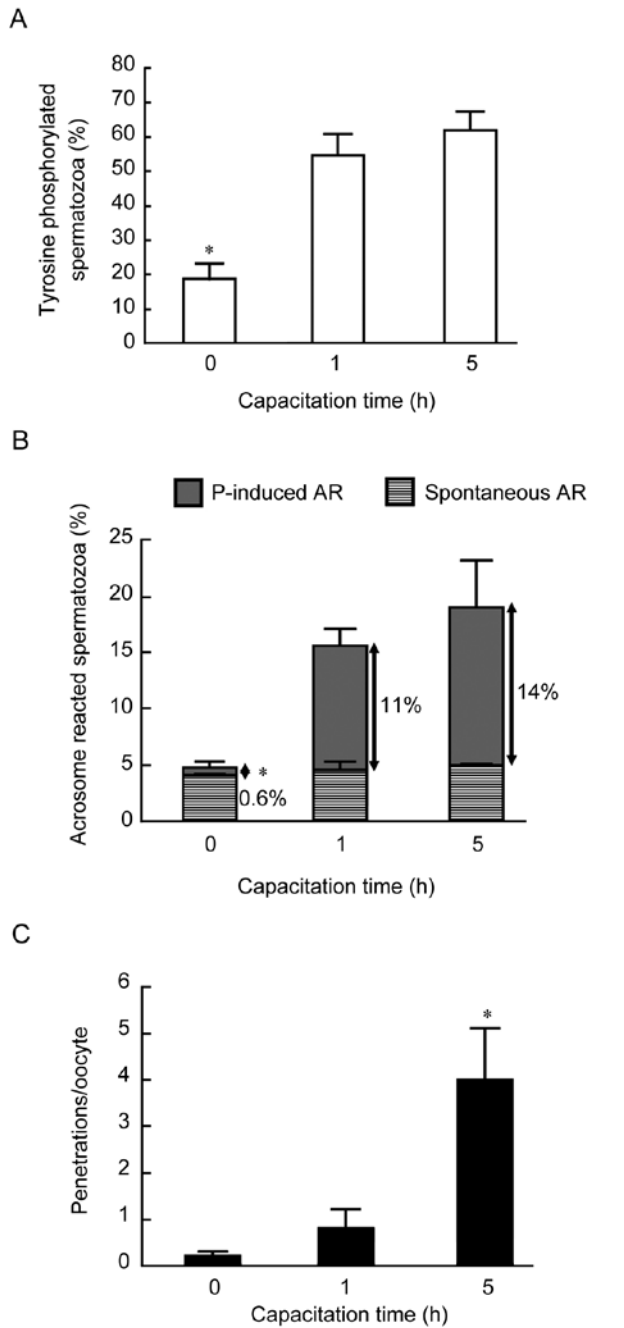 A
Tyrosine phosphorylated
spermatozoa (%)
80
70
60
50
40
30
20
10
0
*
0 1 5
Capacitation time (h)
B
P-induced AR Spontaneous AR
Acrosome reacted spermatozoa (%)
25
20
15
10
5
0
*
0.6%
11%
14%
0 1 5
Capacitation time (h)
C
Penetrations/oocyte
6
5
4
3
2
1
0
*
0 1 5
Capacitation time (h)